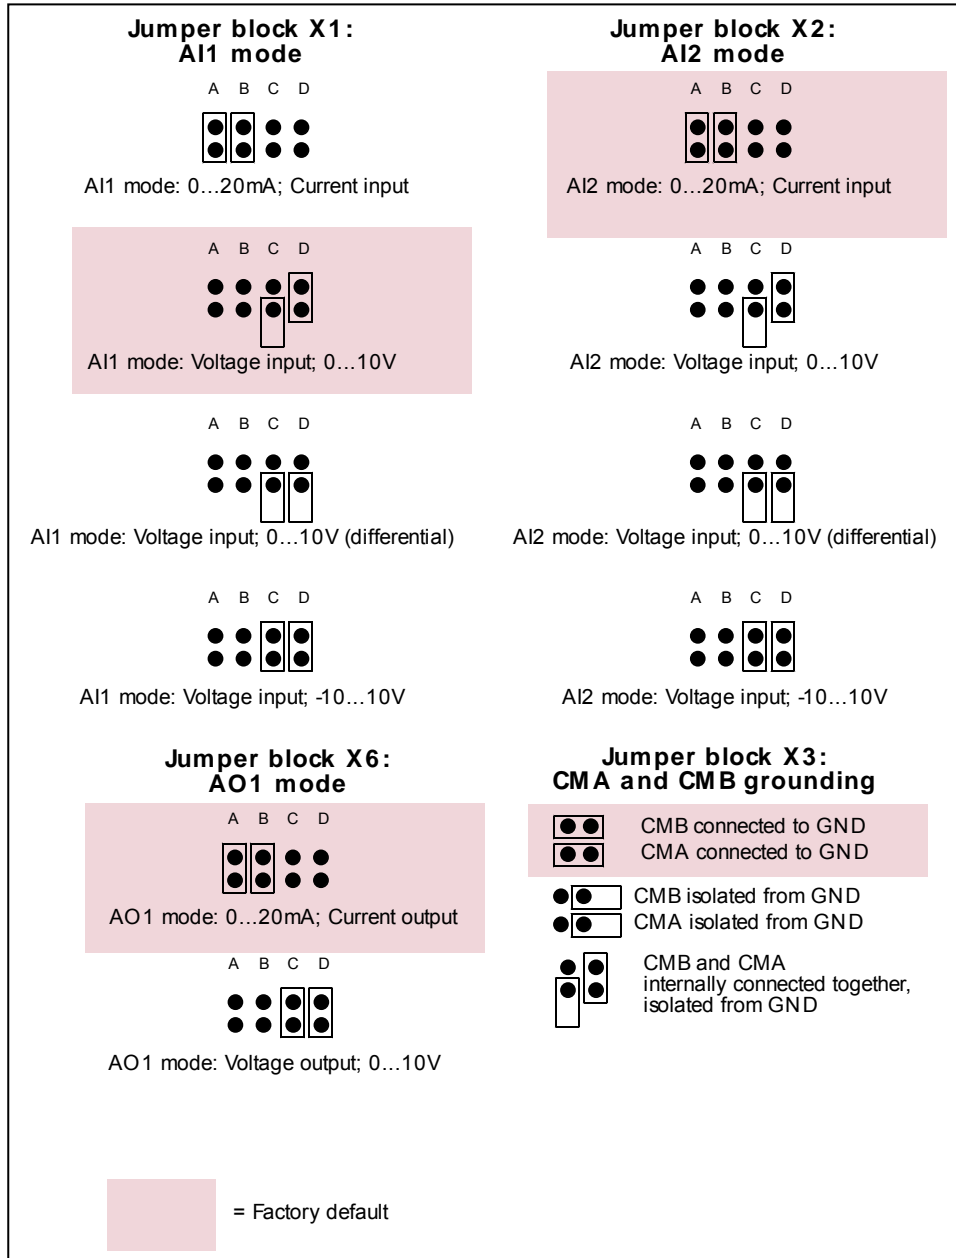 Jumper block X1:
AI1 mode
A B C D
AI1 mode: 0...20mA; Current input
A B C D
AI1 mode: Voltage input; 0...10V
A B C D
AI1 mode: Voltage input; 0...10V (differential)
A B C D
AI1 mode: Voltage input; -10...10V
Jumper block X2:
AI2 mode
A B C D
AI2 mode: 0...20mA; Current input
A B C D
AI2 mode: Voltage input; 0...10V
A B C D
AI2 mode: Voltage input; 0...10V (differential)
A B C D
AI2 mode: Voltage input; -10...10V
Jumper block X6:
AO1 mode
A B C D
AO1 mode: 0...20mA; Current output
A B C D
AO1 mode: Voltage output; 0...10V
Jumper block X3:
CMA and CMB grounding
CMB connected to GND
CMA connected to GND
CMB isolated from GND
CMA isolated from GND
CMB and CMA
internally connected together,
isolated from GND
= Factory default